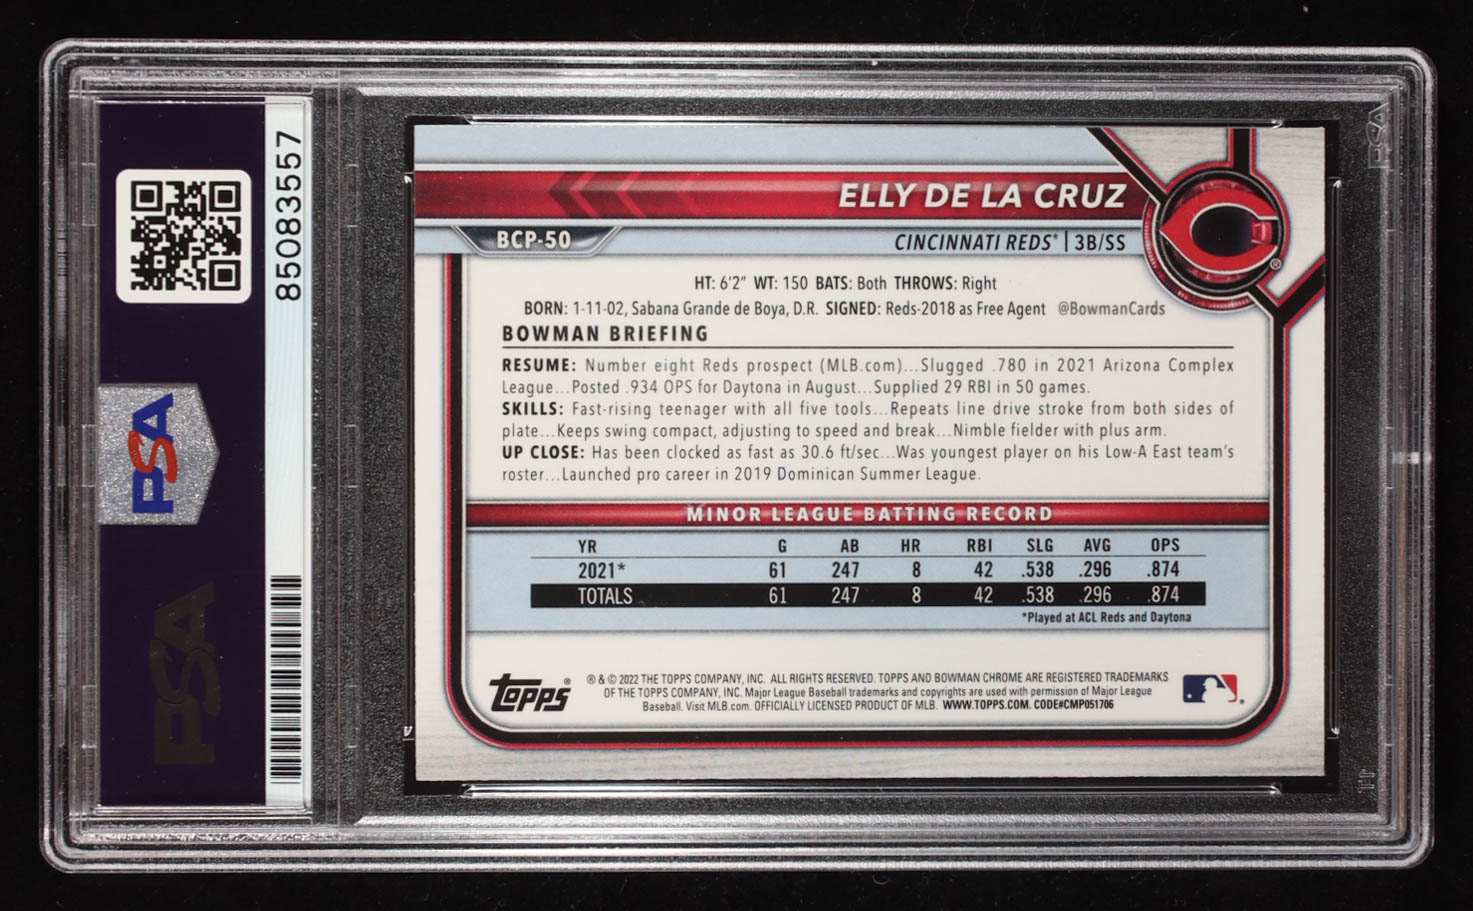 85083557
PSA
PSA
PSA
ELLY DE LA CRUZ
BCP-50
CINCINNATI REDS® | 3B/SS
HT: 6'2" WT: 150 BATS: Both THROWS: Right
BORN: 1-11-02, Sabana Grande de Boya, D.R. SIGNED: Reds-2018 as Free Agent @BowmanCards
BOWMAN BRIEFING
RESUME: Number eight Reds prospect (MLB.com)...Slugged .780 in 2021 Arizona Complex
League...Posted .934 OPS for Daytona in August...Supplied 29 RBI in 50 games.
SKILLS: Fast-rising teenager with all five tools...Repeats line drive stroke from both sides of
plate...Keeps swing compact, adjusting to speed and break...Nimble fielder with plus arm.
UP CLOSE: Has been clocked as fast as 30.6 ft/sec...Was youngest player on his Low-A East team's
roster...Launched pro career in 2019 Dominican Summer League.
MINOR LEAGUE BATTING RECORD
YR G AB HR RBI SLG AVG OPS
2021* 61 247 8 42 .538 .296 .874
TOTALS 61 247 8 42 .538 .296 .874
*Played at ACL Reds and Daytona
topps®
® & © 2022 THE TOPPS COMPANY, INC. ALL RIGHTS RESERVED. TOPPS AND BOWMAN CHROME ARE REGISTERED TRADEMARKS
OF THE TOPPS COMPANY, INC. Major League Baseball trademarks and copyrights are used with permission of Major League
Baseball. Visit MLB.com. OFFICIALLY LICENSED PRODUCT OF MLB. WWW.TOPPS.COM. CODE#CMP051706